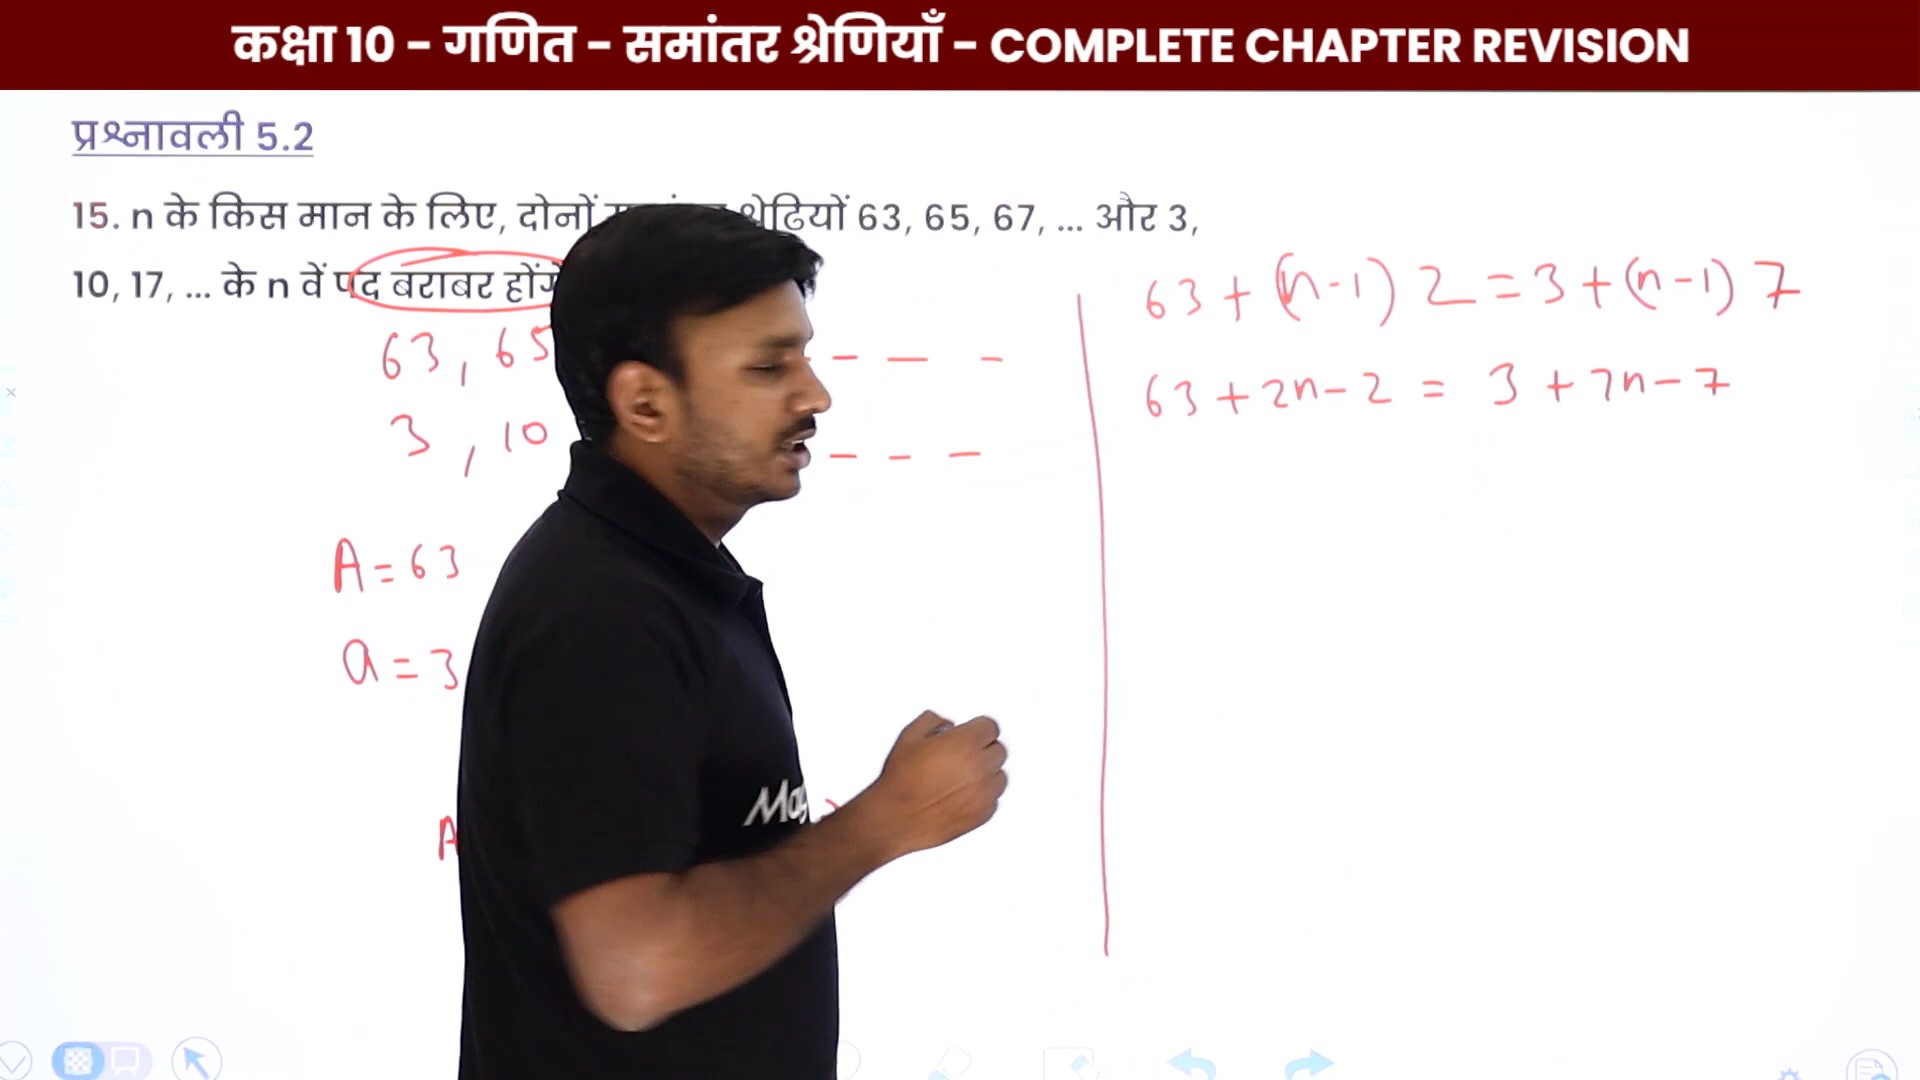 कक्षा 10 – गणित – समांतर श्रेणियाँ – COMPLETE CHAPTER REVISION
प्रश्नावली 5.2
15. n के किस मान के लिए, दोनों श्रेढियों 63, 65, 67, ... और 3,
10, 17, ... के n वें पद बराबर होंगे
63, 65 – – –
3, 10 – – –
A = 63
a = 3
A
63 + (n-1) 2 = 3 + (n-1) 7
63 + 2n - 2 = 3 + 7n - 7